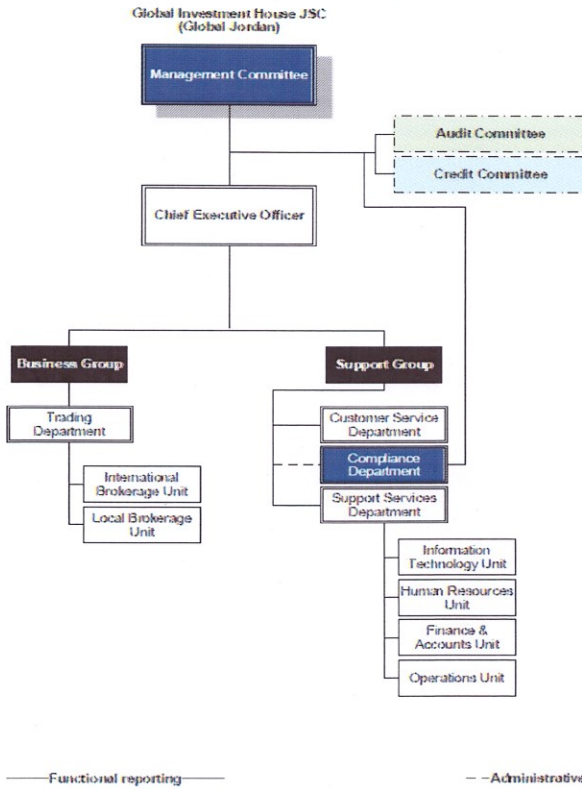 Global Investment House JSC
(Global Jordan)
Management Committee
Audit Committee
Credit Committee
Chief Executive Officer
Business Group
Support Group
Trading
Department
International
Brokerage Unit
Local Brokerage
Unit
Customer Service
Department
Compliance
Department
Support Services
Department
Information
Technology Unit
Human Resources
Unit
Finance &
Accounts Unit
Operations Unit
Functional reporting
Administrative